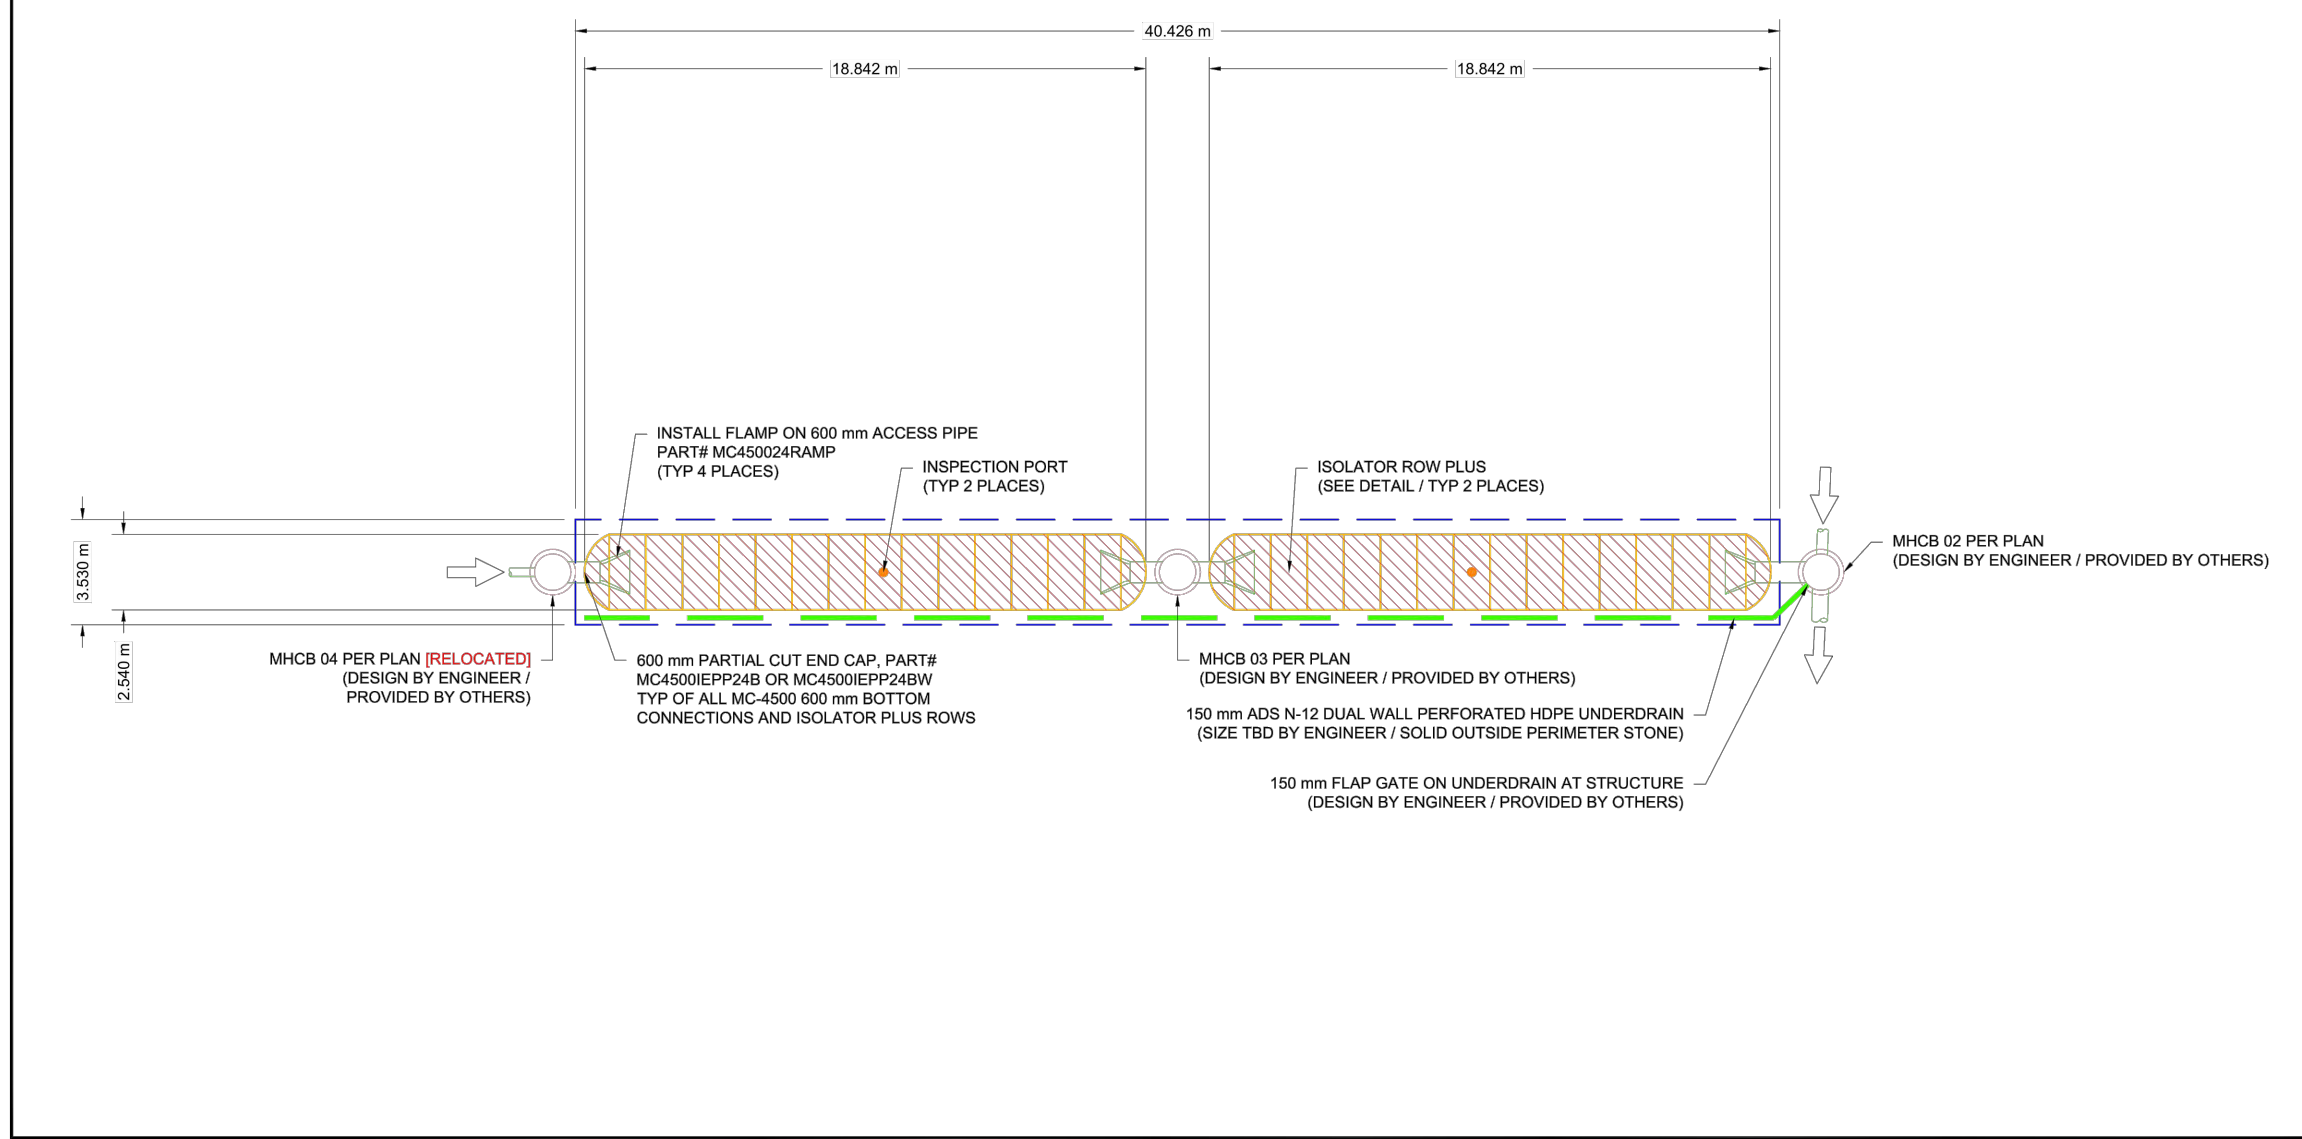 40.426 m
18.842 m
18.842 m
INSTALL FLAMP ON 600 mm ACCESS PIPE
PART# MC450024RAMP
(TYP 4 PLACES)
INSPECTION PORT
(TYP 2 PLACES)
ISOLATOR ROW PLUS
(SEE DETAIL / TYP 2 PLACES)
MHCB 02 PER PLAN
(DESIGN BY ENGINEER / PROVIDED BY OTHERS)
3.530 m
2.540 m
MHCB 04 PER PLAN [RELOCATED]
(DESIGN BY ENGINEER /
PROVIDED BY OTHERS)
600 mm PARTIAL CUT END CAP, PART#
MC4500IEPP24B OR MC4500IEPP24BW
TYP OF ALL MC-4500 600 mm BOTTOM
CONNECTIONS AND ISOLATOR PLUS ROWS
MHCB 03 PER PLAN
(DESIGN BY ENGINEER / PROVIDED BY OTHERS)
150 mm ADS N-12 DUAL WALL PERFORATED HDPE UNDERDRAIN
(SIZE TBD BY ENGINEER / SOLID OUTSIDE PERIMETER STONE)
150 mm FLAP GATE ON UNDERDRAIN AT STRUCTURE
(DESIGN BY ENGINEER / PROVIDED BY OTHERS)